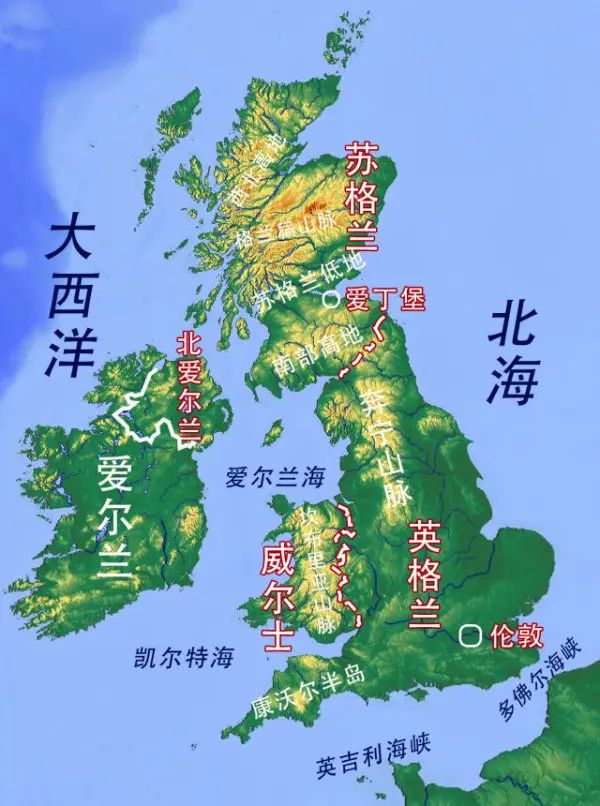 苏格兰
西北高地
格兰扁山脉
苏格兰低地
爱丁堡
大西洋
北海
南部高地
北爱尔兰
奔宁山脉
爱尔兰
爱尔兰海
坎布里亚山脉
威尔士
英格兰
伦敦
凯尔特海
康沃尔半岛
多佛尔海峡
英吉利海峡